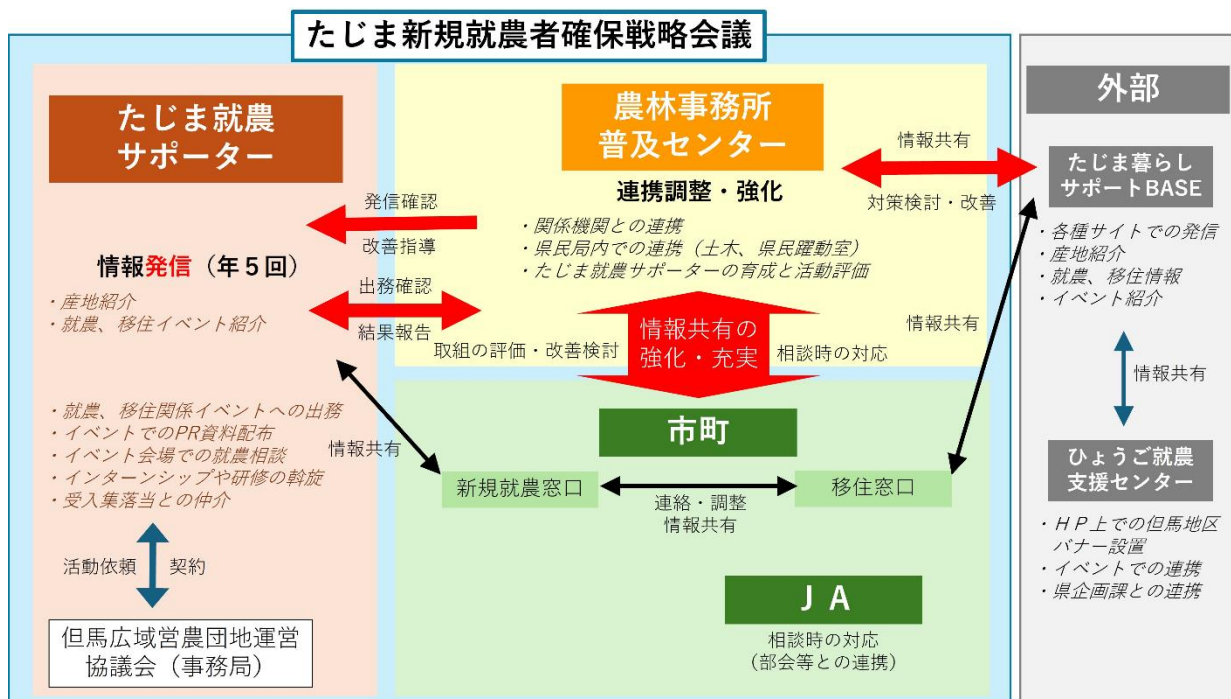 たじま新規就農者確保戦略会議
たじま就農
サポーター
情報発信（年５回）
・産地紹介
・就農、移住イベント紹介
・就農、移住関係イベントへの出務
・イベントでのPR資料配布
・イベント会場での就農相談
・インターンシップや研修の斡旋
・受入集落当との仲介
活動依頼
契約
但馬広域営農団地運営
協議会（事務局）
発信確認
改善指導
出務確認
結果報告
情報共有
農林事務所
普及センター
連携調整・強化
・関係機関との連携
・県民局内での連携（土木、県民躍動室）
・たじま就農サポーターの育成と活動評価
取組の評価・改善検討
情報共有の
強化・充実
相談時の対応
市町
新規就農窓口
連絡・調整
情報共有
移住窓口
ＪＡ
相談時の対応
（部会等との連携）
情報共有
対策検討・改善
情報共有
外部
たじま暮らし
サポートBASE
・各種サイトでの発信
・産地紹介
・就農、移住情報
・イベント紹介
情報共有
ひょうご就農
支援センター
・ＨＰ上での但馬地区
バナー設置
・イベントでの連携
・県企画課との連携